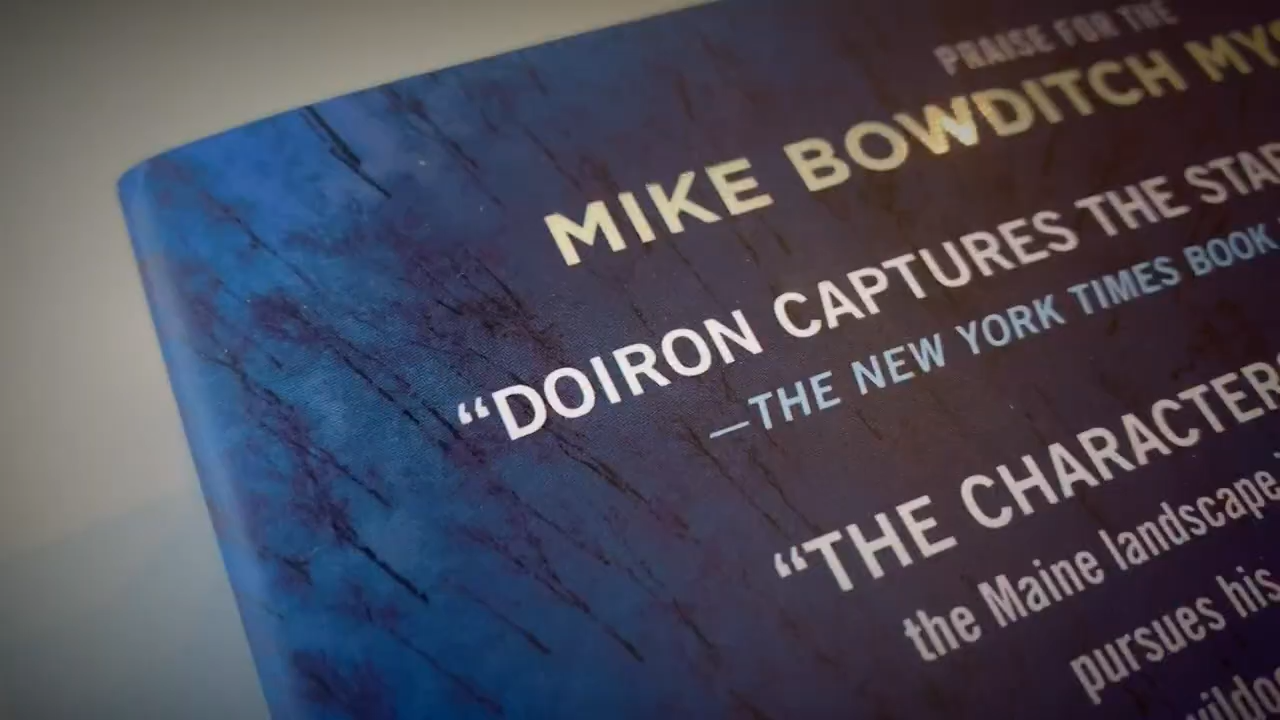 PRAISE FOR THE
MIKE BOWDITCH
“DOIRON CAPTURES THE
—THE NEW YORK TIMES BOOK
“THE
the Maine landscape
pursues his